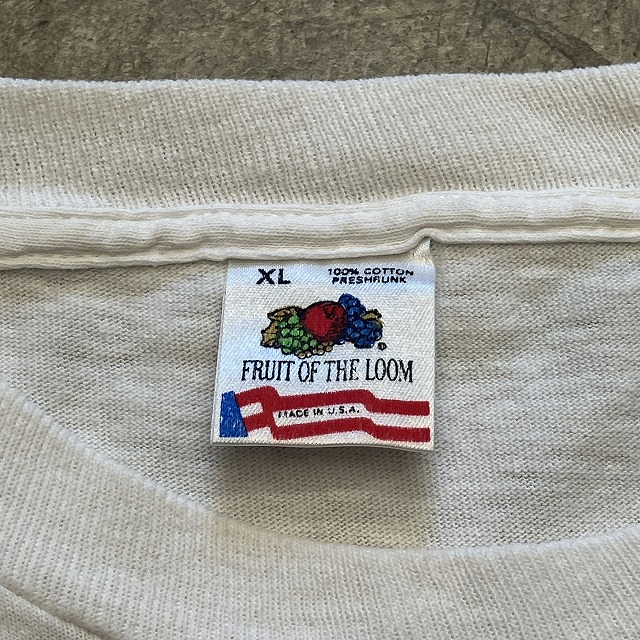 XL
100% COTTON
PRESHRUNK
®
FRUIT OF THE LOOM
MADE IN U.S.A.